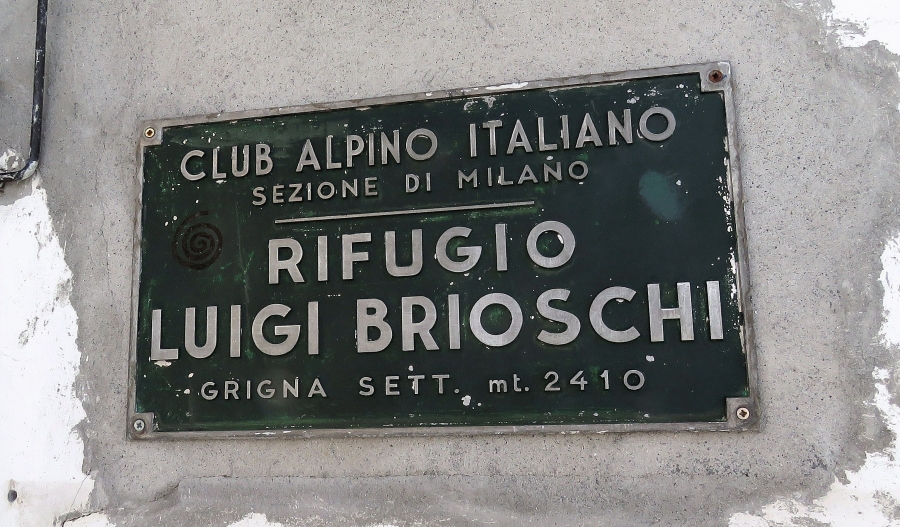 CLUB ALPINO ITALIANO
SEZIONE DI MILANO
RIFUGIO
LUIGI BRIOSCHI
GRIGNA SETT. mt. 2410